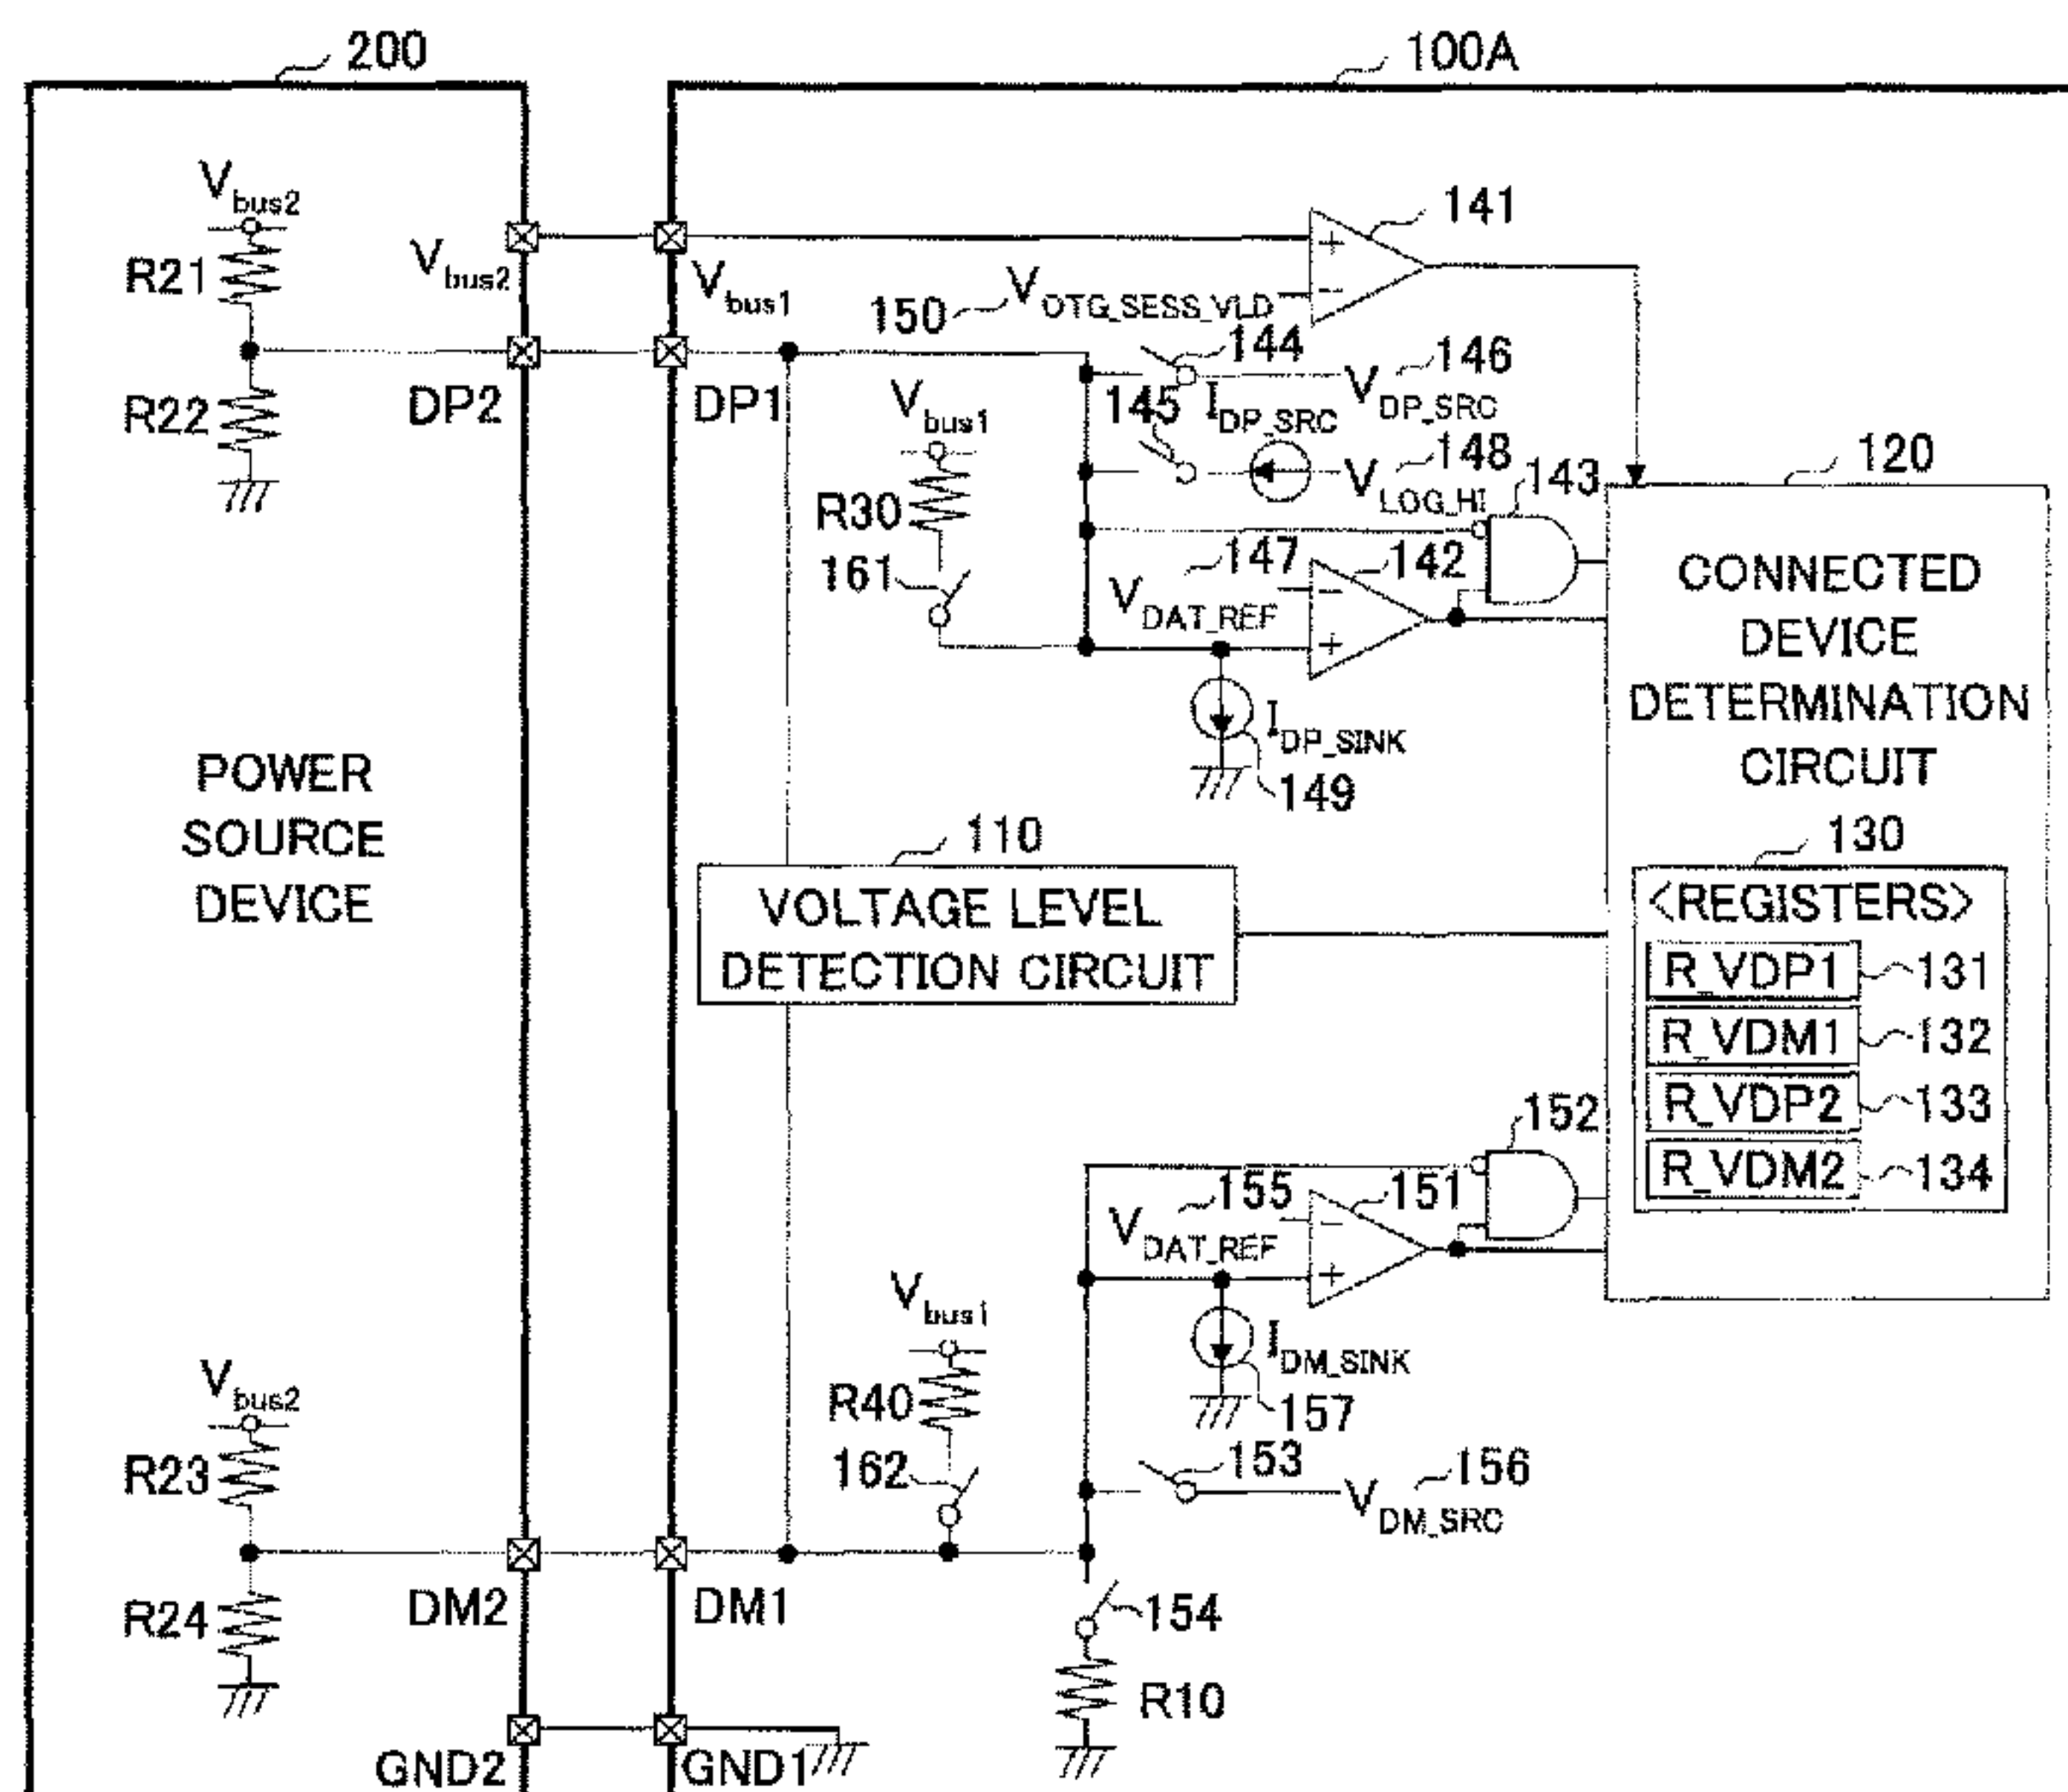 200
100A
Vbus2
R21
R22
Vbus2
DP2
Vbus1
DP1
141
150
VOTG_SESS_VLD
144
146
VDP_SRC
145
IDP_SRC
148
VLOG_HI
143
120
Vbus1
R30
161
147
VDAT_REF
142
IDP_SINK
149
CONNECTED
DEVICE
DETERMINATION
CIRCUIT
POWER
SOURCE
DEVICE
110
VOLTAGE LEVEL
DETECTION CIRCUIT
130
<REGISTERS>
R_VDP1
131
R_VDM1
132
R_VDP2
133
R_VDM2
134
152
155
VDAT_REF
151
IDM_SINK
157
Vbus1
R40
162
153
156
VDM_SRC
Vbus2
R23
R24
DM2
DM1
154
R10
GND2
GND1